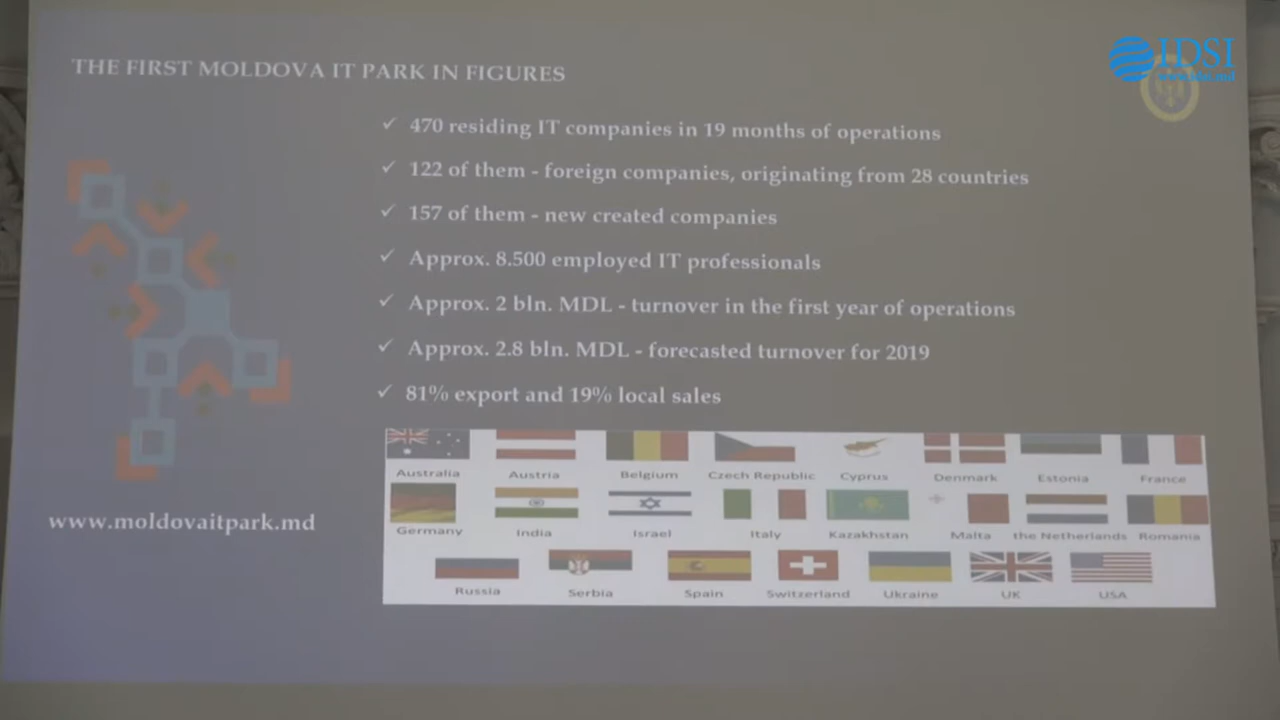 IDSI
www.idsi.md
THE FIRST MOLDOVA IT PARK IN FIGURES
✓ 470 residing IT companies in 19 months of operations
✓ 122 of them - foreign companies, originating from 28 countries
✓ 157 of them - new created companies
✓ Approx. 8.500 employed IT professionals
✓ Approx. 2 bln. MDL - turnover in the first year of operations
✓ Approx. 2.8 bln. MDL - forecasted turnover for 2019
✓ 81% export and 19% local sales
Australia Austria Belgium Czech Republic Cyprus Denmark Estonia France
Germany India Israel Italy Kazakhstan Malta the Netherlands Romania
Russia Serbia Spain Switzerland Ukraine UK USA
www.moldovaitpark.md